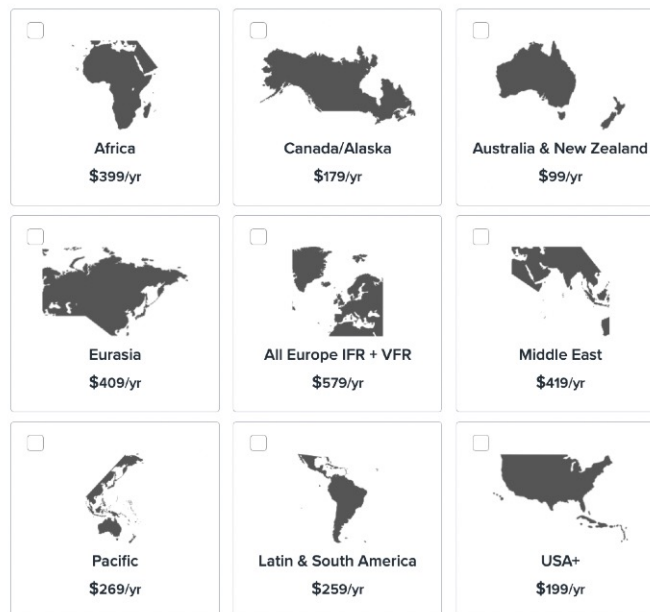 Africa
$399/yr
Canada/Alaska
$179/yr
Australia & New Zealand
$99/yr
Eurasia
$409/yr
All Europe IFR + VFR
$579/yr
Middle East
$419/yr
Pacific
$269/yr
Latin & South America
$259/yr
USA+
$199/yr